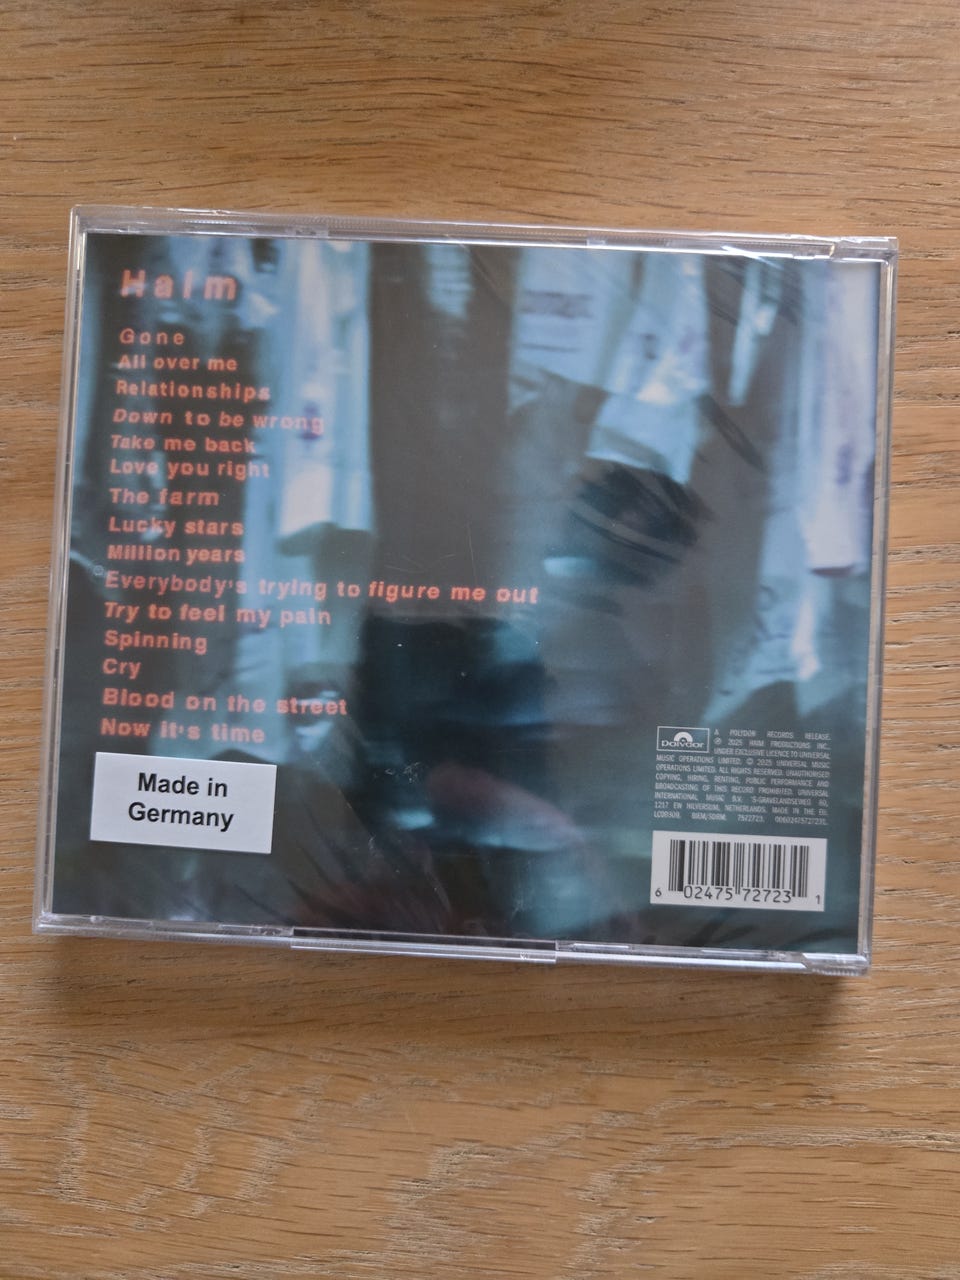 Haim
Gone
All over me
Relationships
Down to be wrong
Take me back
Love you right
The farm
Lucky stars
Million years
Everybody's trying to figure me out
Try to feel my pain
Spinning
Cry
Blood on the street
Now it's time
Made in
Germany
Polydor
A POLYDOR RECORDS RELEASE.
℗ 2025 HAIM PRODUCTIONS INC.,
UNDER EXCLUSIVE LICENCE TO UNIVERSAL
MUSIC OPERATIONS LIMITED. © 2025 UNIVERSAL MUSIC
OPERATIONS LIMITED. ALL RIGHTS RESERVED. UNAUTHORISED
COPYING, HIRING, RENTING, PUBLIC PERFORMANCE AND
BROADCASTING OF THIS RECORD PROHIBITED. UNIVERSAL
INTERNATIONAL MUSIC B.V. 'S-GRAVELANDSEWEG 80,
1217 EW HILVERSUM, NETHERLANDS. MADE IN THE EU.
LC00309. BIEM/SDRM. 7572723. 00602475727231.
6 02475 72723 1